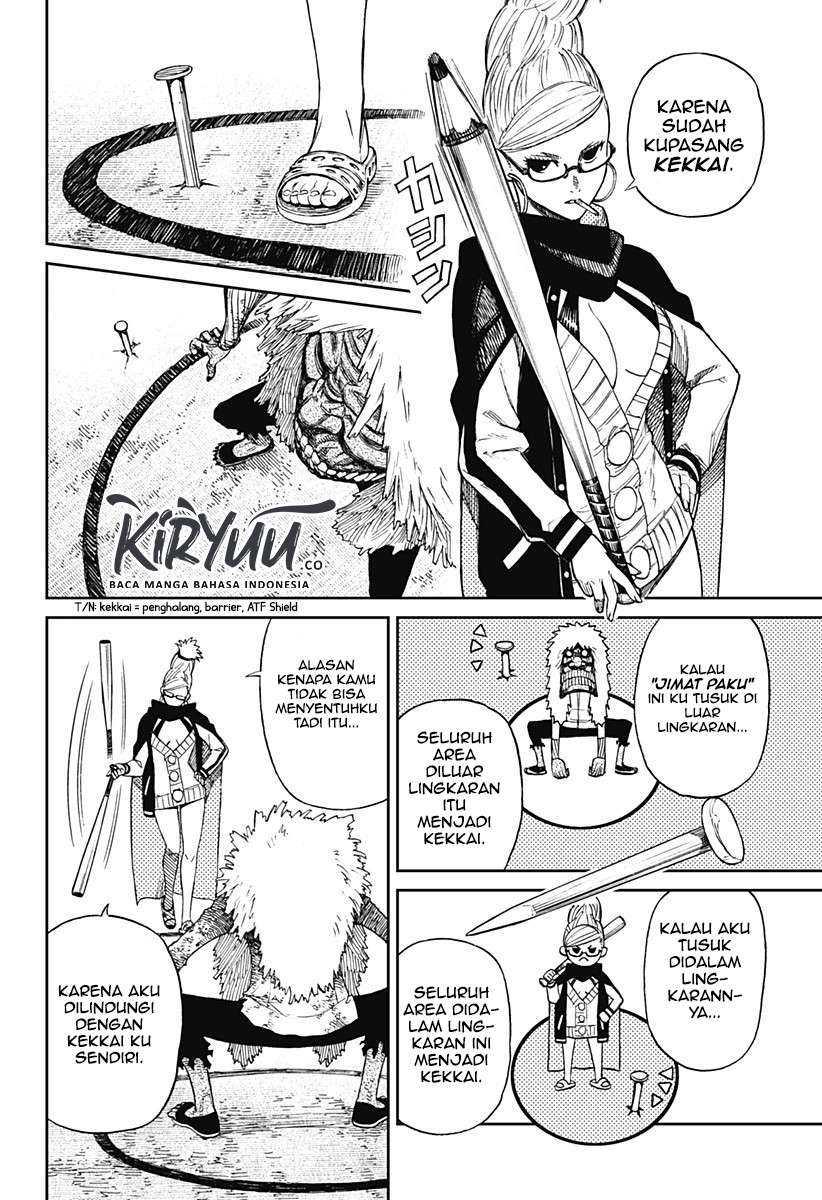 KARENA
SUDAH
KUPASANG
KEKKAI.
カキン
KiRYUU.CO
BACA MANGA BAHASA INDONESIA
T/N: kekkai = penghalang, barrier, ATF Shield
KALAU
"JIMAT PAKU"
INI KU TUSUK DI
LUAR
LINGKARAN...
SELURUH
AREA
DILUAR
LINGKARAN
ITU
MENJADI
KEKKAI.
KALAU AKU
TUSUK
DIDALAM
LING-
KARANN-
YA...
SELURUH
AREA DIDA-
LAM LING-
KARAN INI
MENJADI
KEKKAI.
ALASAN
KENAPA KAMU
TIDAK BISA
MENYENTUHKU
TADI ITU...
KARENA AKU
DILINDUNGI
DENGAN
KEKKAI KU
SENDIRI.